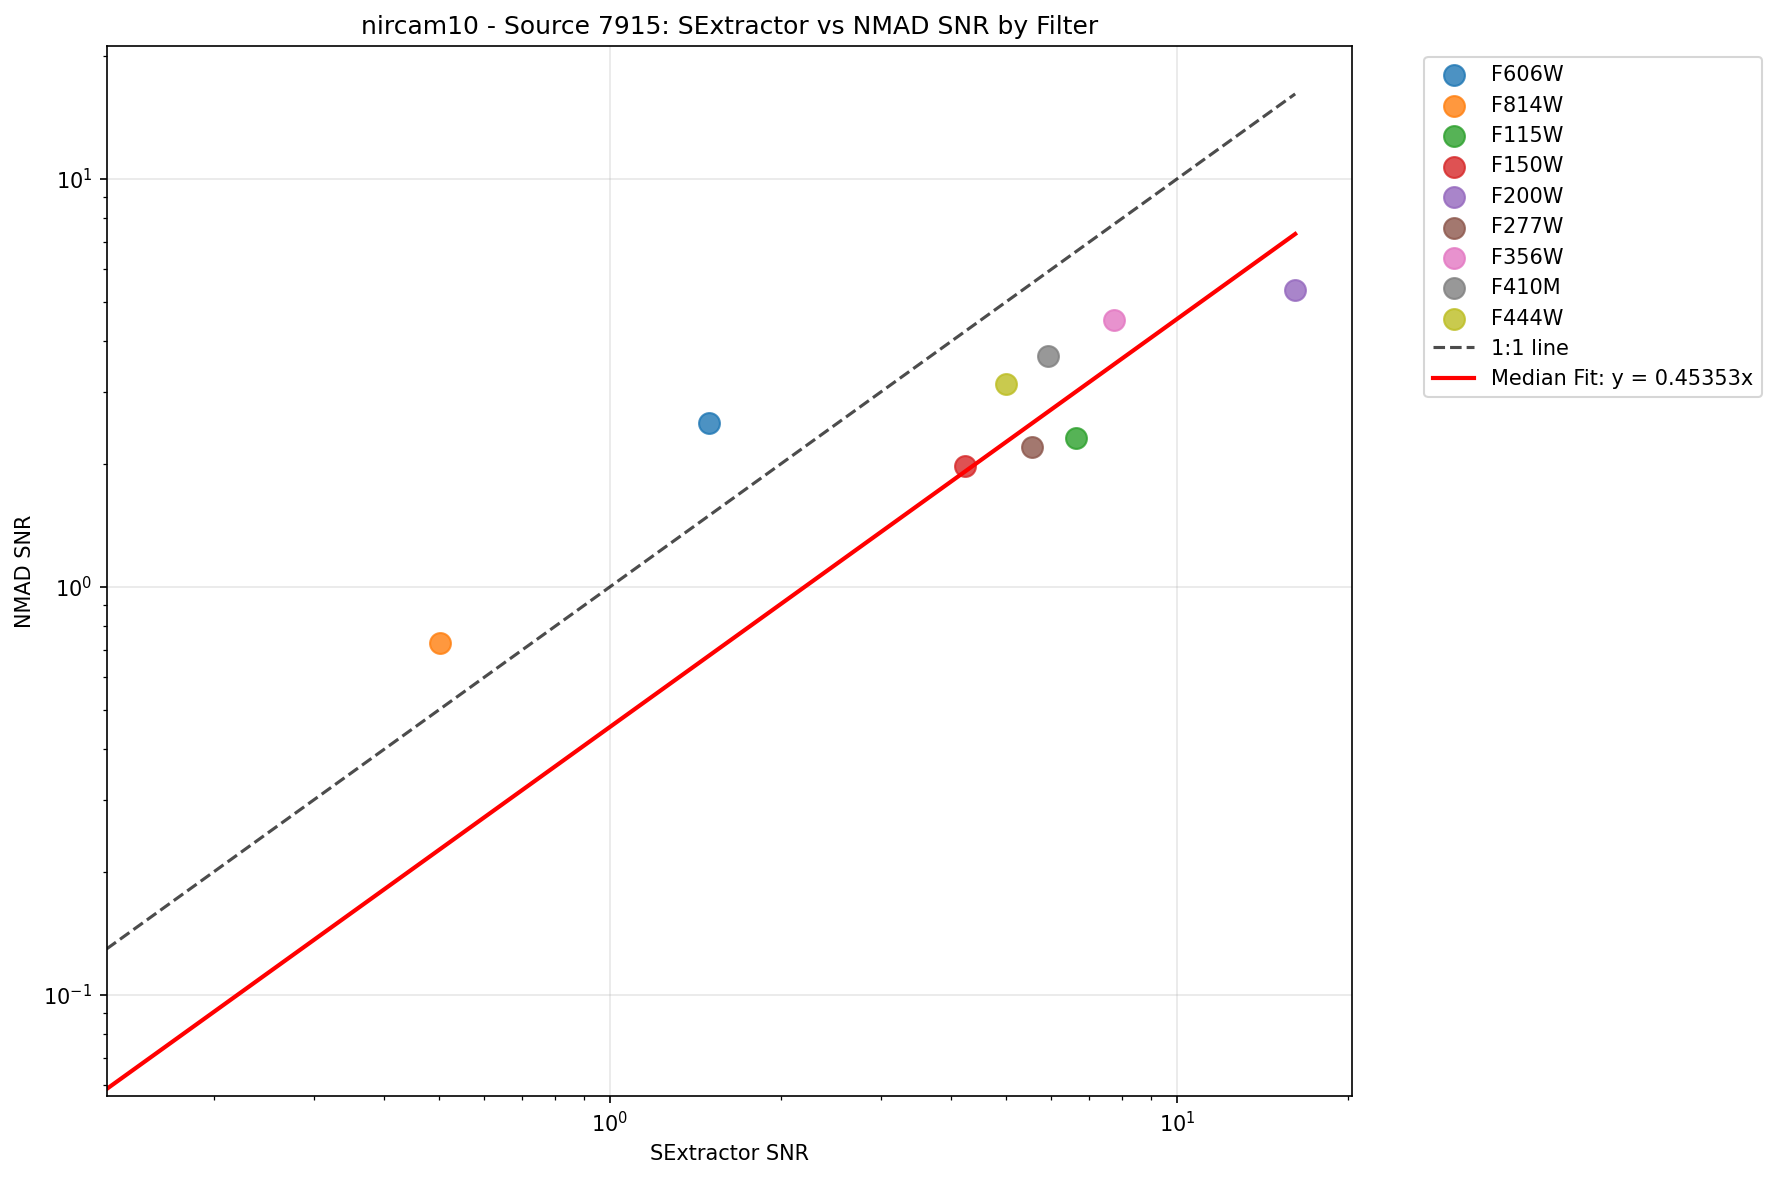 nircam10 - Source 7915: SExtractor vs NMAD SNR by Filter
F606W
F814W
F115W
F150W
F200W
F277W
F356W
F410M
F444W
1:1 line
Median Fit: y = 0.45353x
NMAD SNR
10¹
10⁰
10⁻¹
10⁰
10¹
SExtractor SNR